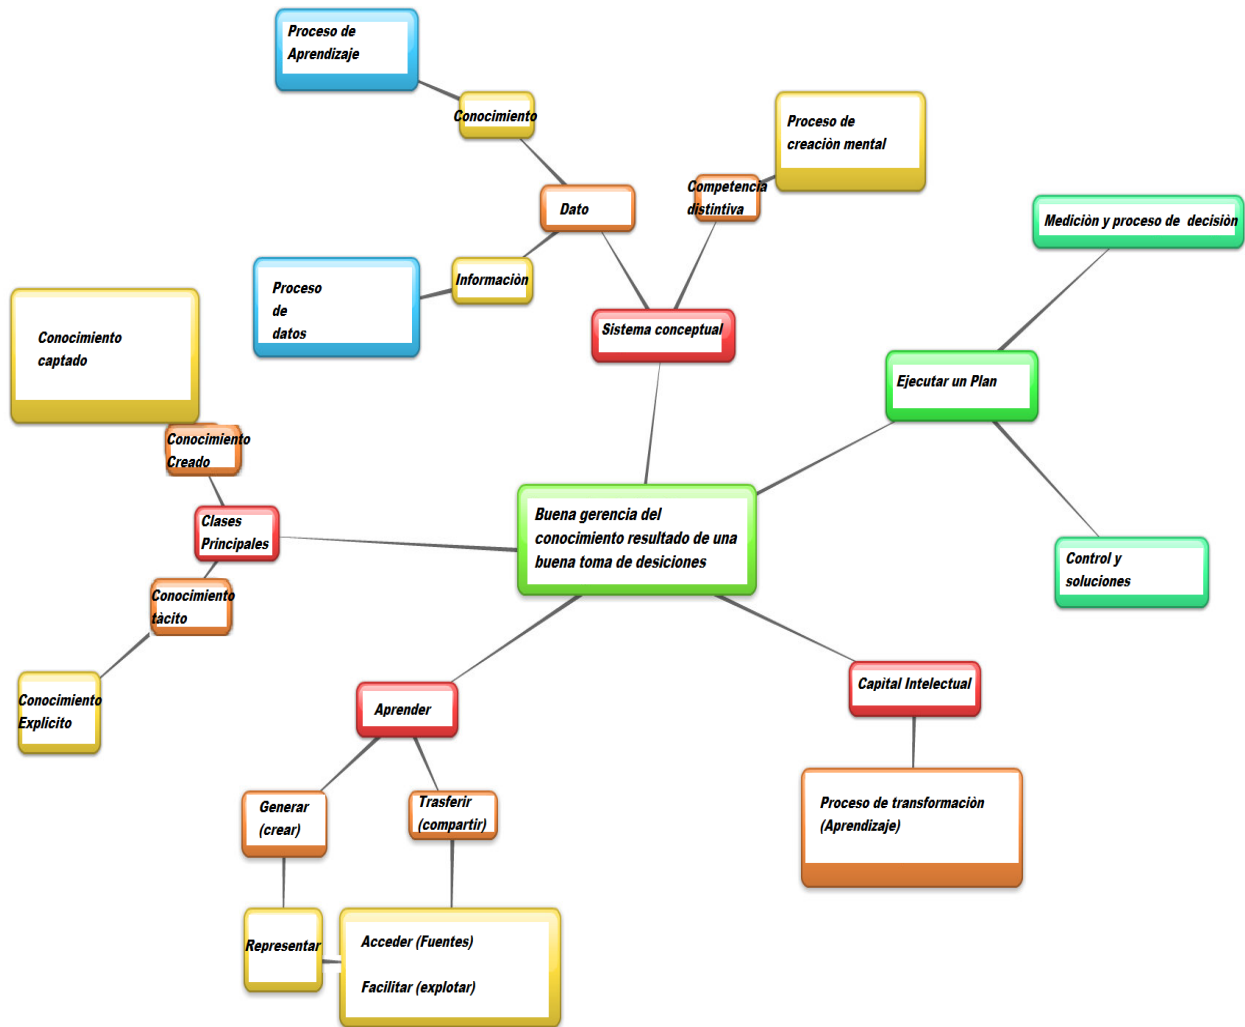 Proceso de
Aprendizaje
Conocimiento
Proceso de
creaciòn mental
Competencia
distintiva
Dato
Mediciòn y proceso de decisiòn
Informaciòn
Proceso
de
datos
Sistema conceptual
Conocimiento
captado
Ejecutar un Plan
Conocimiento
Creado
Clases
Principales
Buena gerencia del
conocimiento resultado de una
buena toma de desiciones
Control y
soluciones
Conocimiento
tàcito
Conocimiento
Explicito
Aprender
Capital Intelectual
Generar
(crear)
Trasferir
(compartir)
Proceso de transformaciòn
(Aprendizaje)
Representar
Acceder (Fuentes)
Facilitar (explotar)